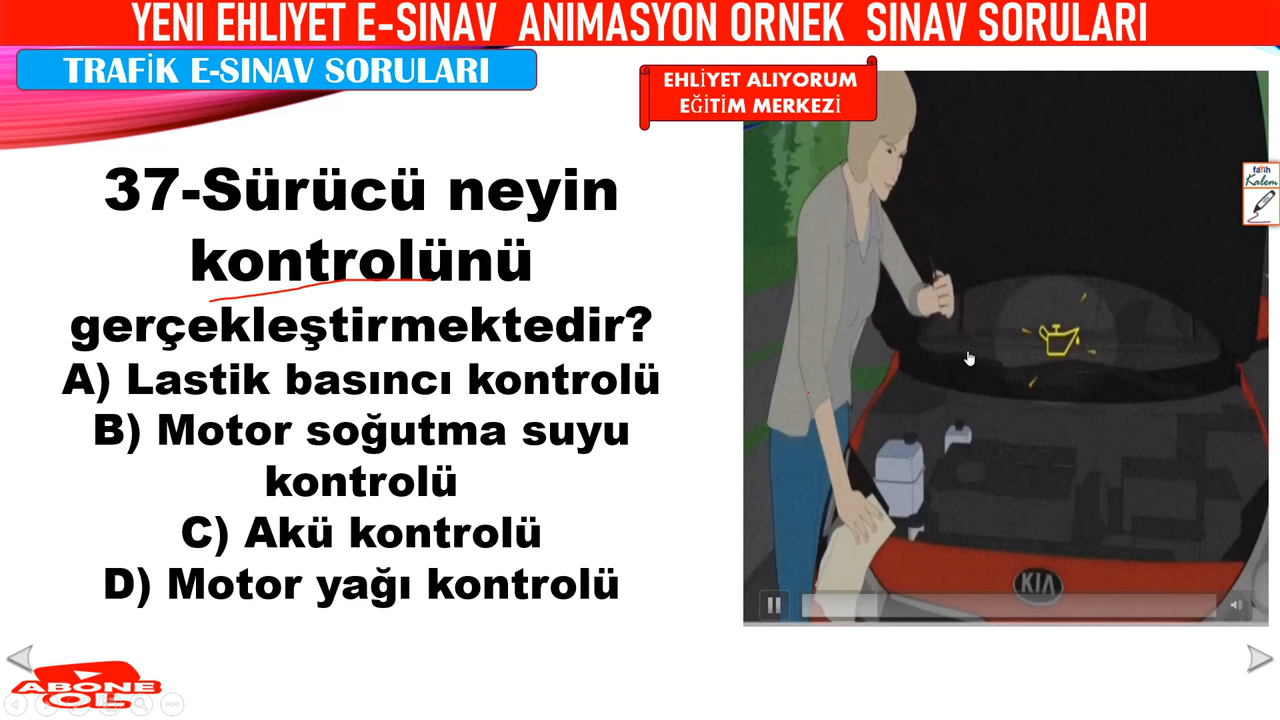 YENI EHLIYET E-SINAV ANIMASYON ORNEK SINAV SORULARI
TRAFİK E-SINAV SORULARI
EHLİYET ALIYORUM
EĞİTİM MERKEZİ
fatih
Kalem
37-Sürücü neyin
kontrolünü
gerçekleştirmektedir?
A) Lastik basıncı kontrolü
B) Motor soğutma suyu
kontrolü
C) Akü kontrolü
D) Motor yağı kontrolü
KIA
ABONE
OL